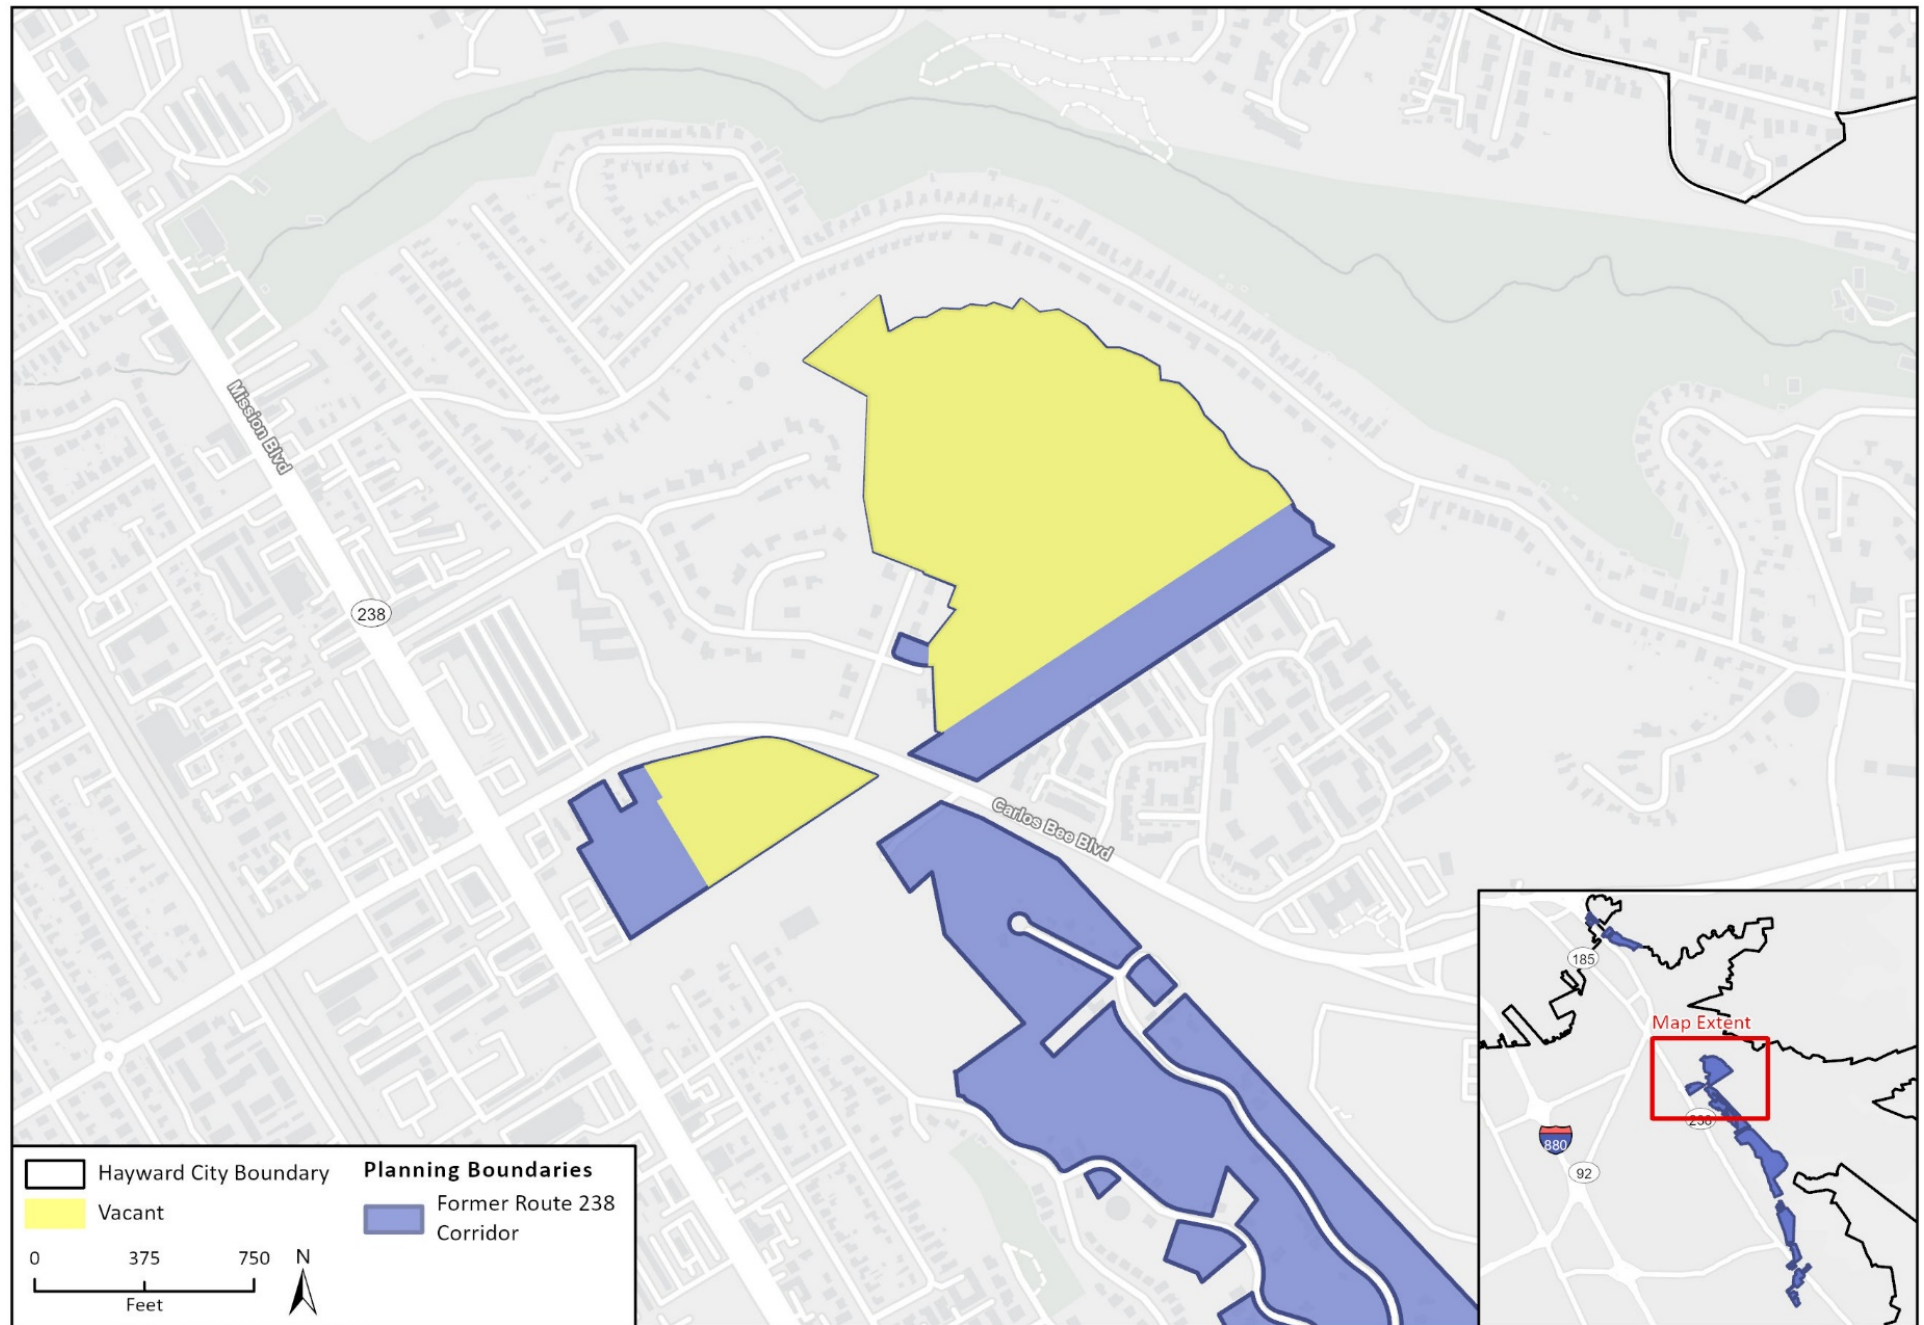 Mission Blvd
238
Carlos Bee Blvd
185
Map Extent
238
880
92
Hayward City Boundary
Vacant
Planning Boundaries
Former Route 238
Corridor
0 375 750
Feet
N